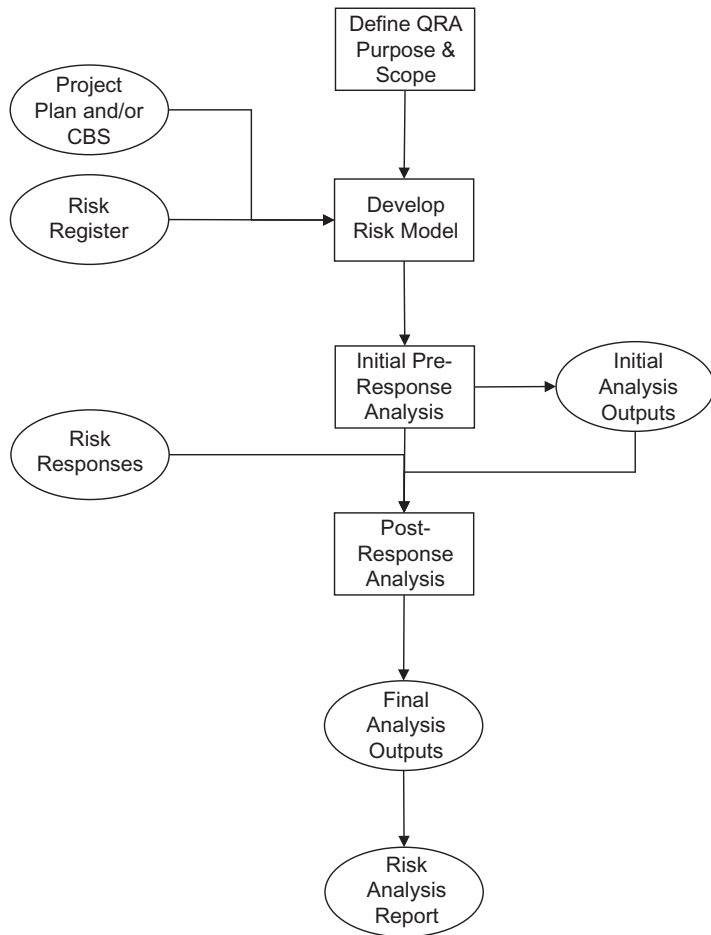 Define QRA
Purpose &
Scope
Project
Plan and/or
CBS
Risk
Register
Develop
Risk Model
Initial Pre-
Response
Analysis
Initial
Analysis
Outputs
Risk
Responses
Post-
Response
Analysis
Final
Analysis
Outputs
Risk
Analysis
Report